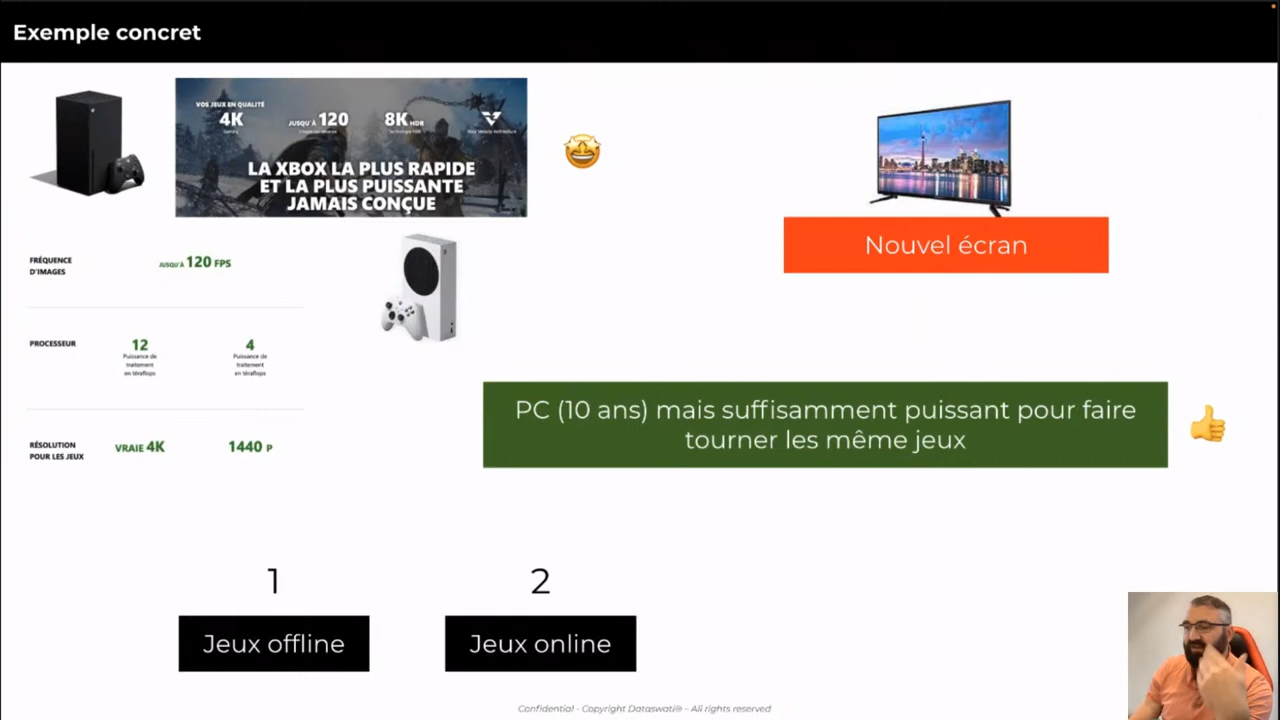 Exemple concret
VOS JEUX EN QUALITÉ
4K
JUSQU'À 120
8K HDR
LA XBOX LA PLUS RAPIDE
ET LA PLUS PUISSANTE
JAMAIS CONÇUE
Nouvel écran
FRÉQUENCE
D'IMAGES
JUSQU'À 120 FPS
PROCESSEUR
12
Puissance de
traitement
en téraflops
4
Puissance de
traitement
en téraflops
PC (10 ans) mais suffisamment puissant pour faire
tourner les même jeux
RÉSOLUTION
POUR LES JEUX
VRAIE 4K
1440 P
1
2
Jeux offline
Jeux online
Confidential - Copyright Dataswati® - All rights reserved